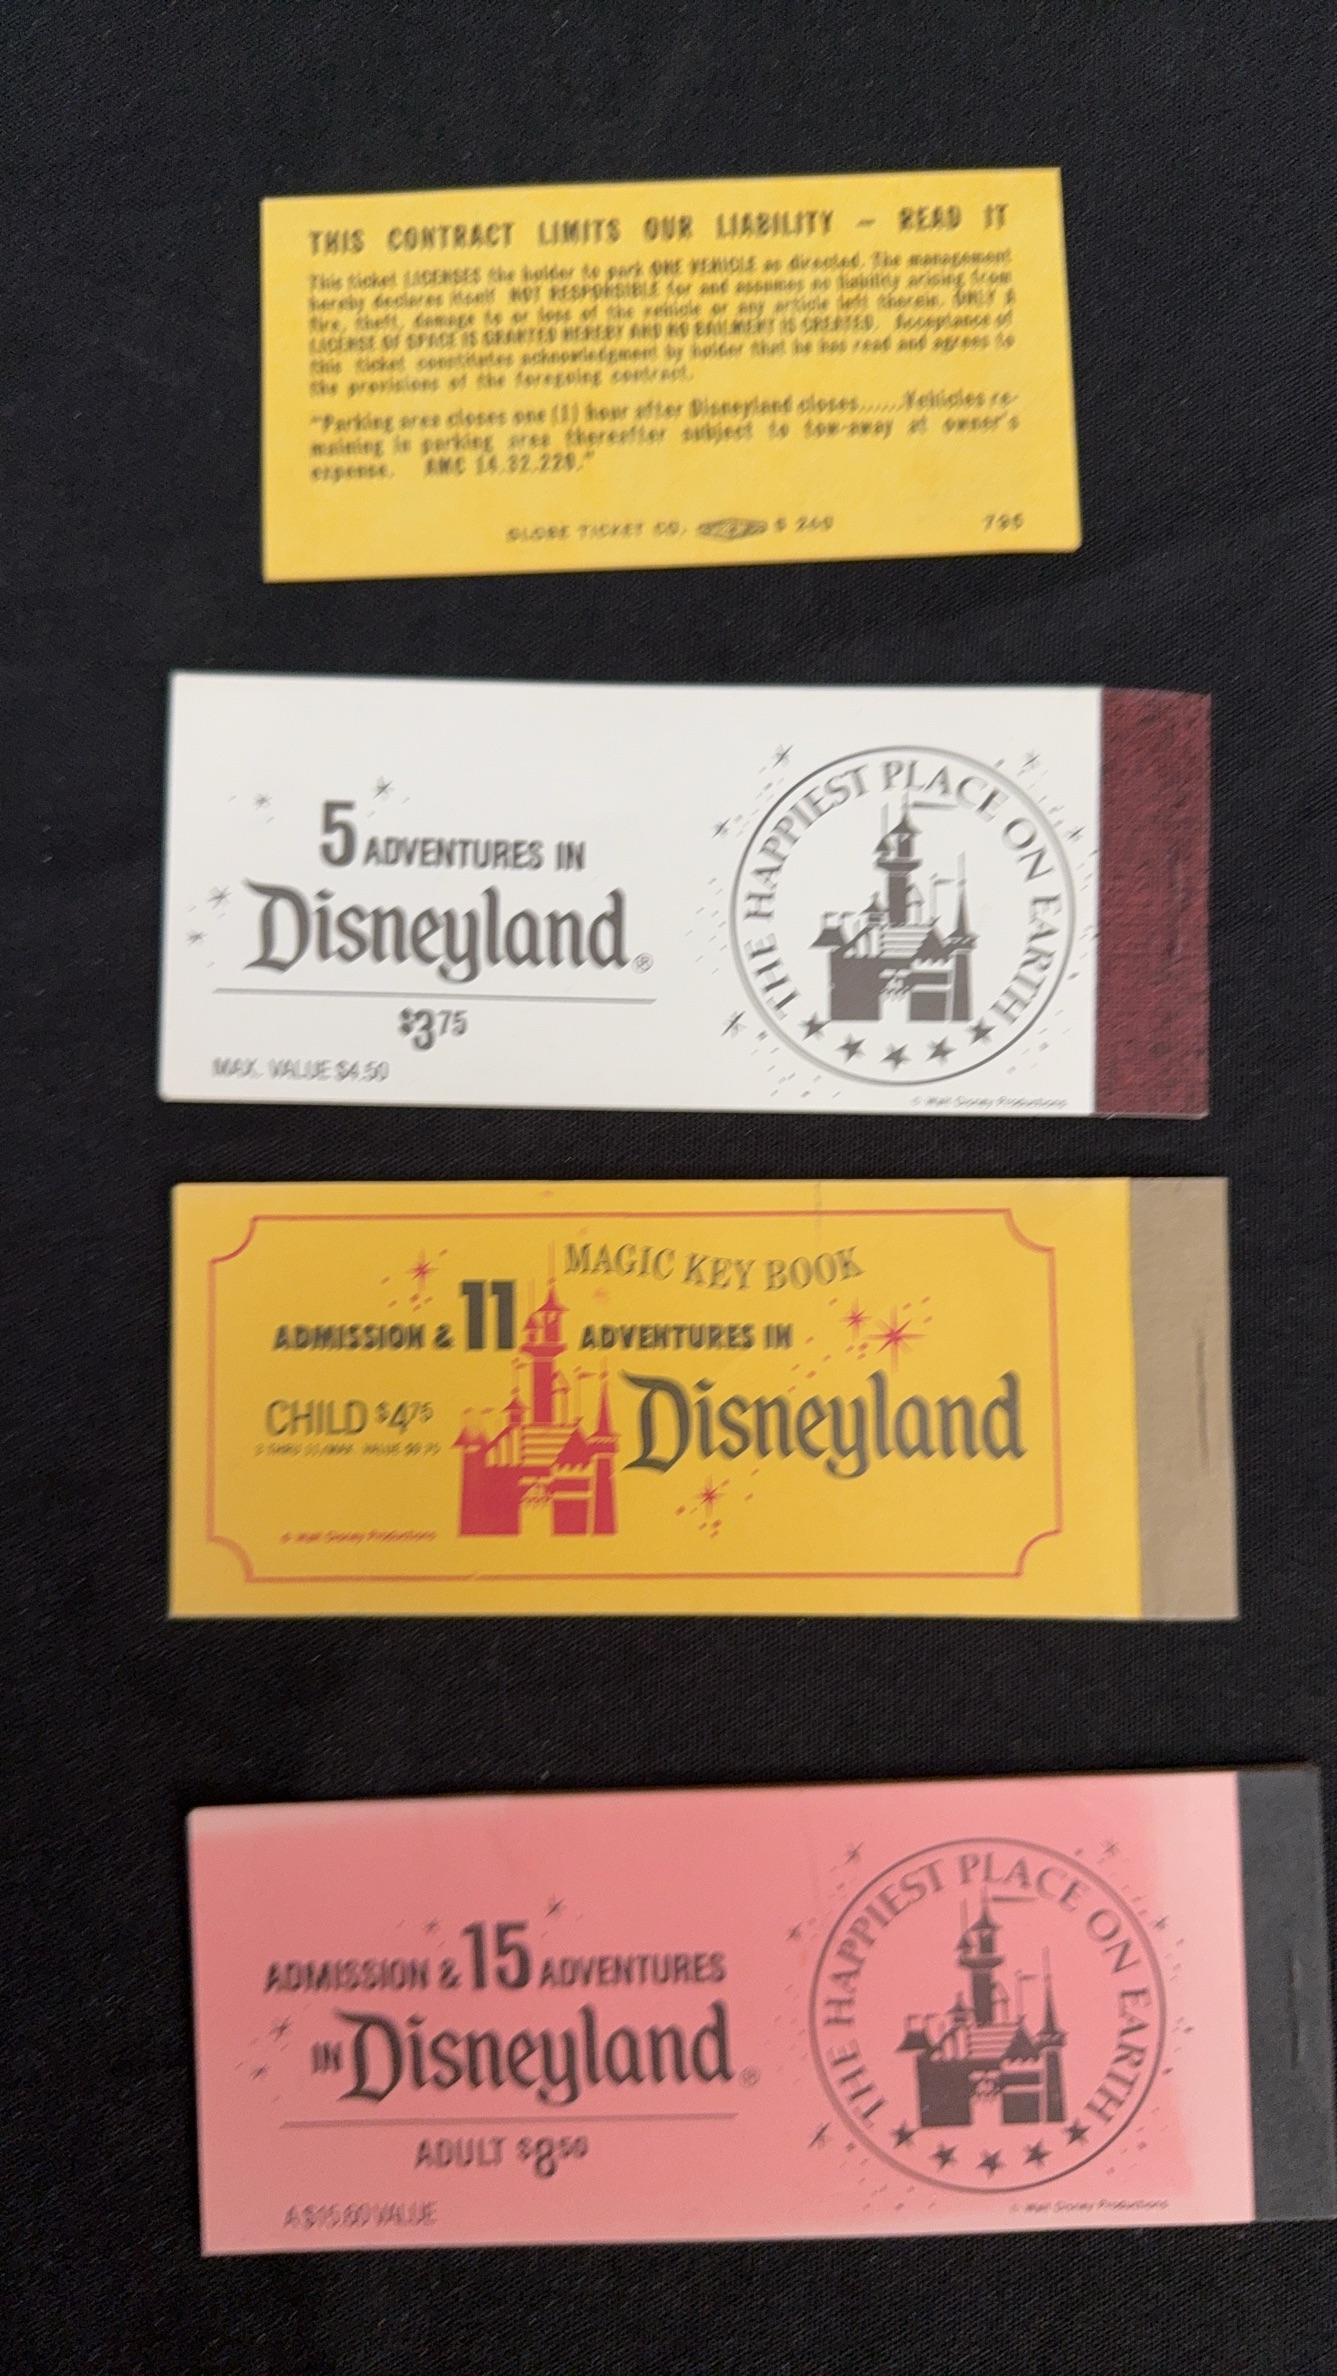 THIS CONTRACT LIMITS OUR LIABILITY — READ IT
This ticket LICENSES the holder to park ONE VEHICLE as directed. The management
hereby declares itself NOT RESPONSIBLE for and assumes no liability arising from
fire, theft, damage to or loss of the vehicle or any article left therein. ONLY A
LICENSE OF SPACE IS GRANTED HEREBY AND NO BAILMENT IS CREATED. Acceptance of
this ticket constitutes acknowledgment by holder that he has read and agrees to
the provisions of the foregoing contract.
"Parking area closes one (1) hour after Disneyland closes......Vehicles re-
maining in parking area thereafter subject to tow-away at owner's
expense. AMC 14.32.220."
GLOBE TICKET CO. 795
5 ADVENTURES IN
Disneyland®
$3.75
MAX. VALUE $4.50
THE HAPPIEST PLACE ON EARTH
© Walt Disney Productions
MAGIC KEY BOOK
ADMISSION & 11 ADVENTURES IN
Disneyland
CHILD $4.75
© Walt Disney Productions
ADMISSION & 15 ADVENTURES
IN Disneyland®
ADULT $8.50
A $15.60 VALUE
THE HAPPIEST PLACE ON EARTH
© Walt Disney Productions